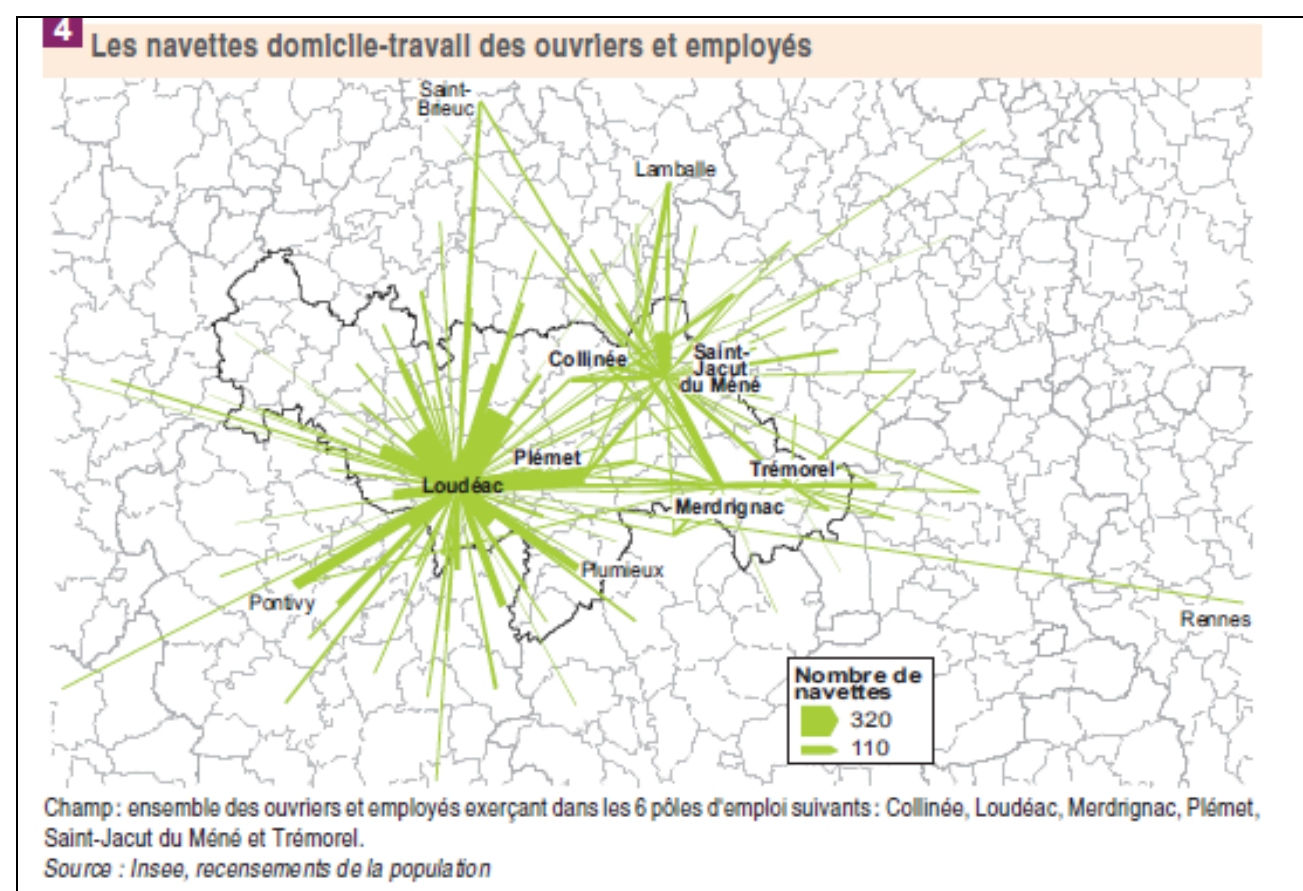 4
Les navettes domicile-travail des ouvriers et employés
Saint-
Brieuc
Lamballe
Collinée
Saint-
Jacut
du Méné
Plémet
Loudéac
Trémorel
Merdrignac
Plumieux
Pontivy
Rennes
Nombre de
navettes
320
110
Champ : ensemble des ouvriers et employés exerçant dans les 6 pôles d'emploi suivants : Collinée, Loudéac, Merdrignac, Plémet,
Saint-Jacut du Méné et Trémorel.
Source : Insee, recensements de la population